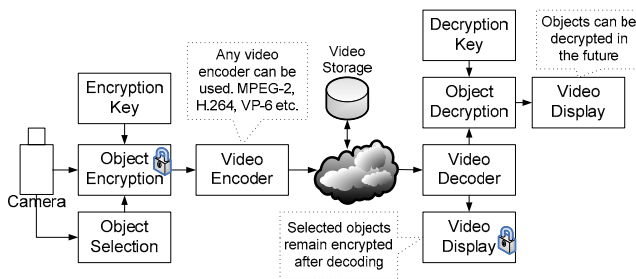 Any video
encoder can be
used. MPEG-2,
H.264, VP-6 etc.
Video
Storage
Decryption
Key
Objects can be
decrypted in
the future
Encryption
Key
Object
Decryption
Video
Display
Camera
Object
Encryption
Video
Encoder
Video
Decoder
Object
Selection
Selected objects
remain encrypted
after decoding
Video
Display